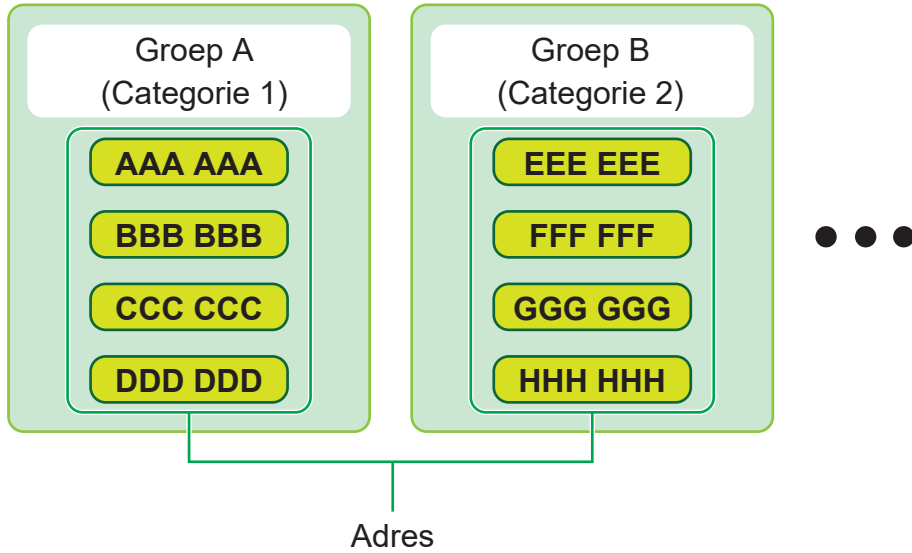 Groep A
(Categorie 1)
AAA AAA
BBB BBB
CCC CCC
DDD DDD
Groep B
(Categorie 2)
EEE EEE
FFF FFF
GGG GGG
HHH HHH
Adres